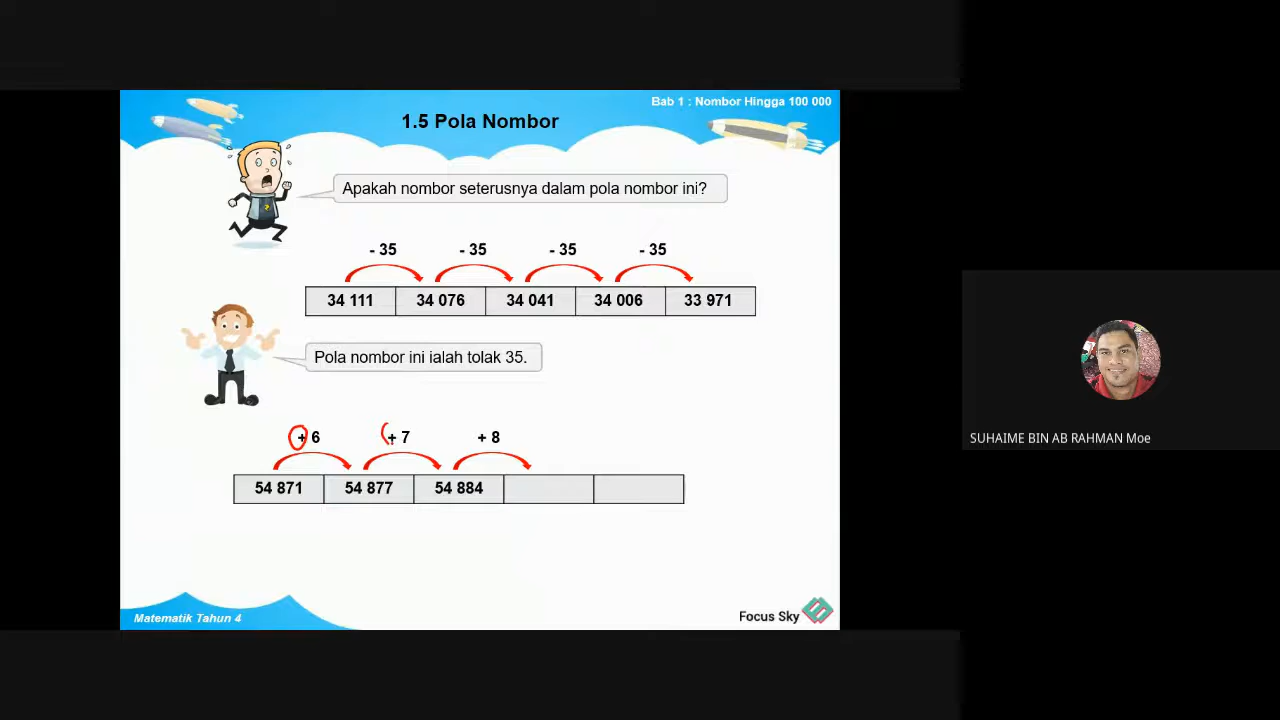 Bab 1 : Nombor Hingga 100 000
1.5 Pola Nombor
Apakah nombor seterusnya dalam pola nombor ini?
- 35 - 35 - 35 - 35
34 111 34 076 34 041 34 006 33 971
Pola nombor ini ialah tolak 35.
+ 6 + 7 + 8
54 871 54 877 54 884
SUHAIME BIN AB RAHMAN Moe
Matematik Tahun 4
Focus Sky